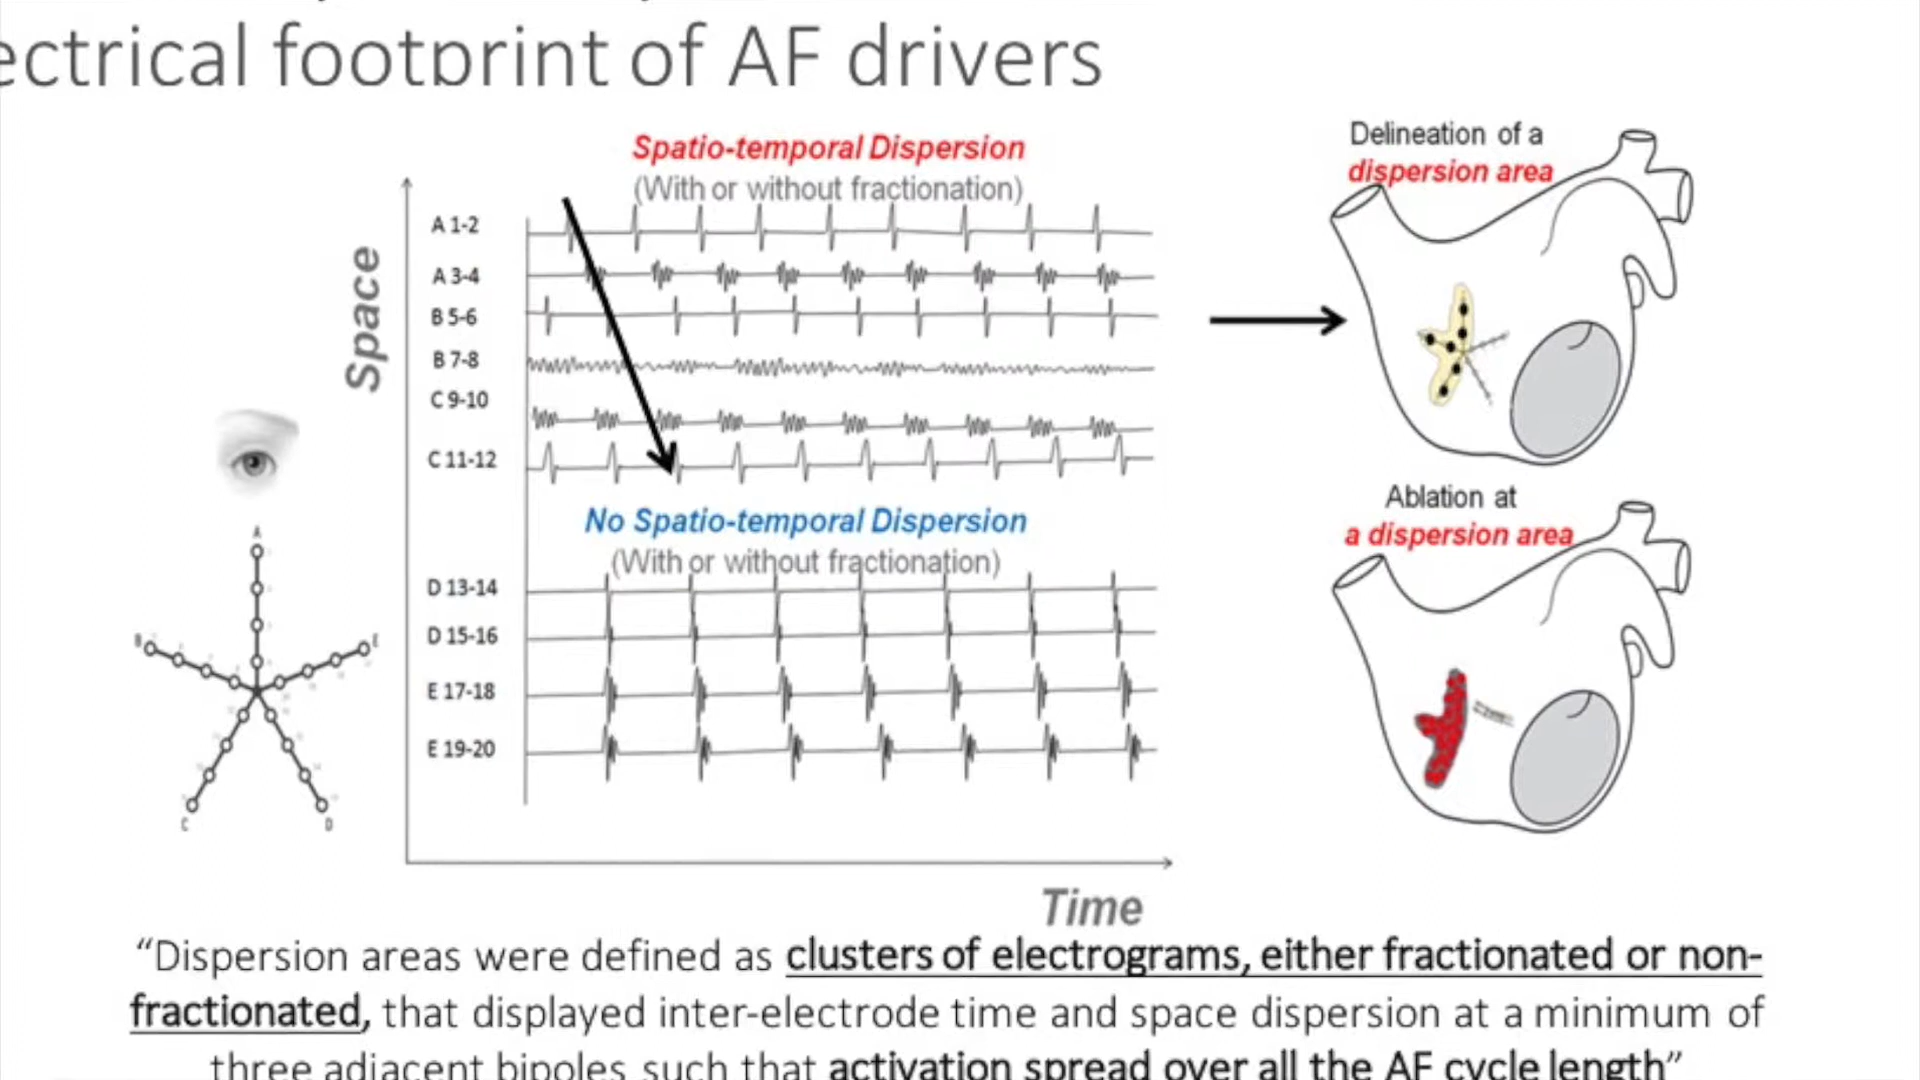 ectrical footprint of AF drivers
Spatio-temporal Dispersion
(With or without fractionation)
Space
A 1-2
A 3-4
B 5-6
B 7-8
C 9-10
C 11-12
No Spatio-temporal Dispersion
(With or without fractionation)
D 13-14
D 15-16
E 17-18
E 19-20
Time
A
B
E
C
D
Delineation of a
dispersion area
Ablation at
a dispersion area
“Dispersion areas were defined as clusters of electrograms, either fractionated or non-
fractionated, that displayed inter-electrode time and space dispersion at a minimum of
three adjacent bipoles such that activation spread over all the AF cycle length”